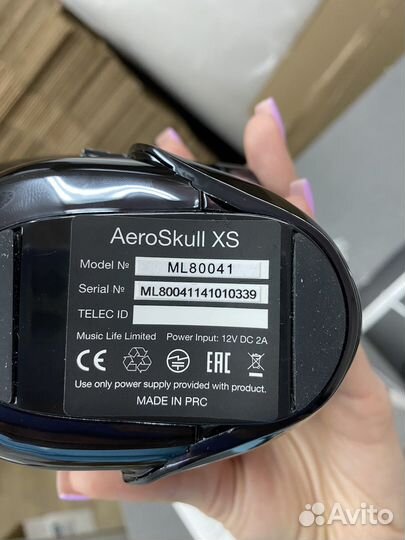 AeroSkull XS
Model № ML80041
Serial № ML80041141010339
TELEC ID
Music Life Limited Power Input: 12V DC 2A
CE EAC
Use only power supply provided with product.
MADE IN PRC
Avito